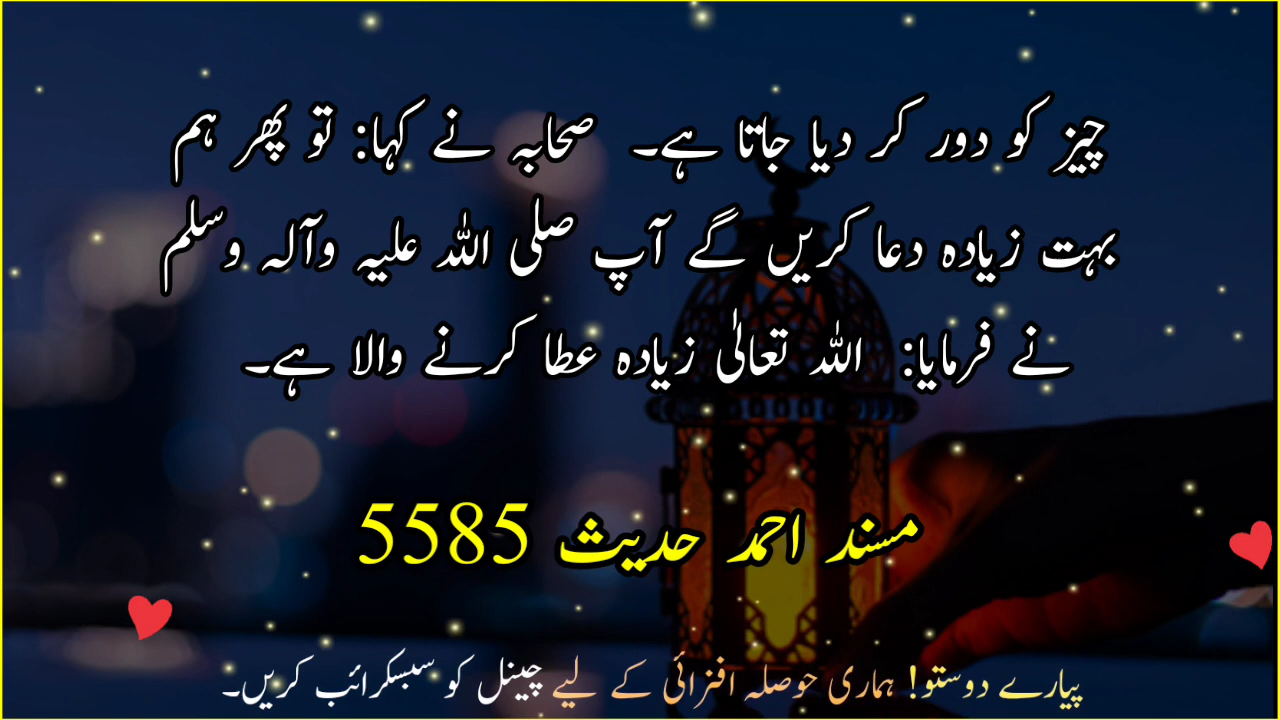 چیز کو دور کر دیا جاتا ہے۔ صحابہ نے کہا: تو پھر ہم
بہت زیادہ دعا کریں گے آپ صلی اللہ علیہ وآلہ وسلم
نے فرمایا: اللہ تعالیٰ زیادہ عطا کرنے والا ہے۔
مسند احمد حدیث 5585
پیارے دوستو! ہماری حوصلہ افزائی کے لیے چینل کو سبسکرائب کریں۔